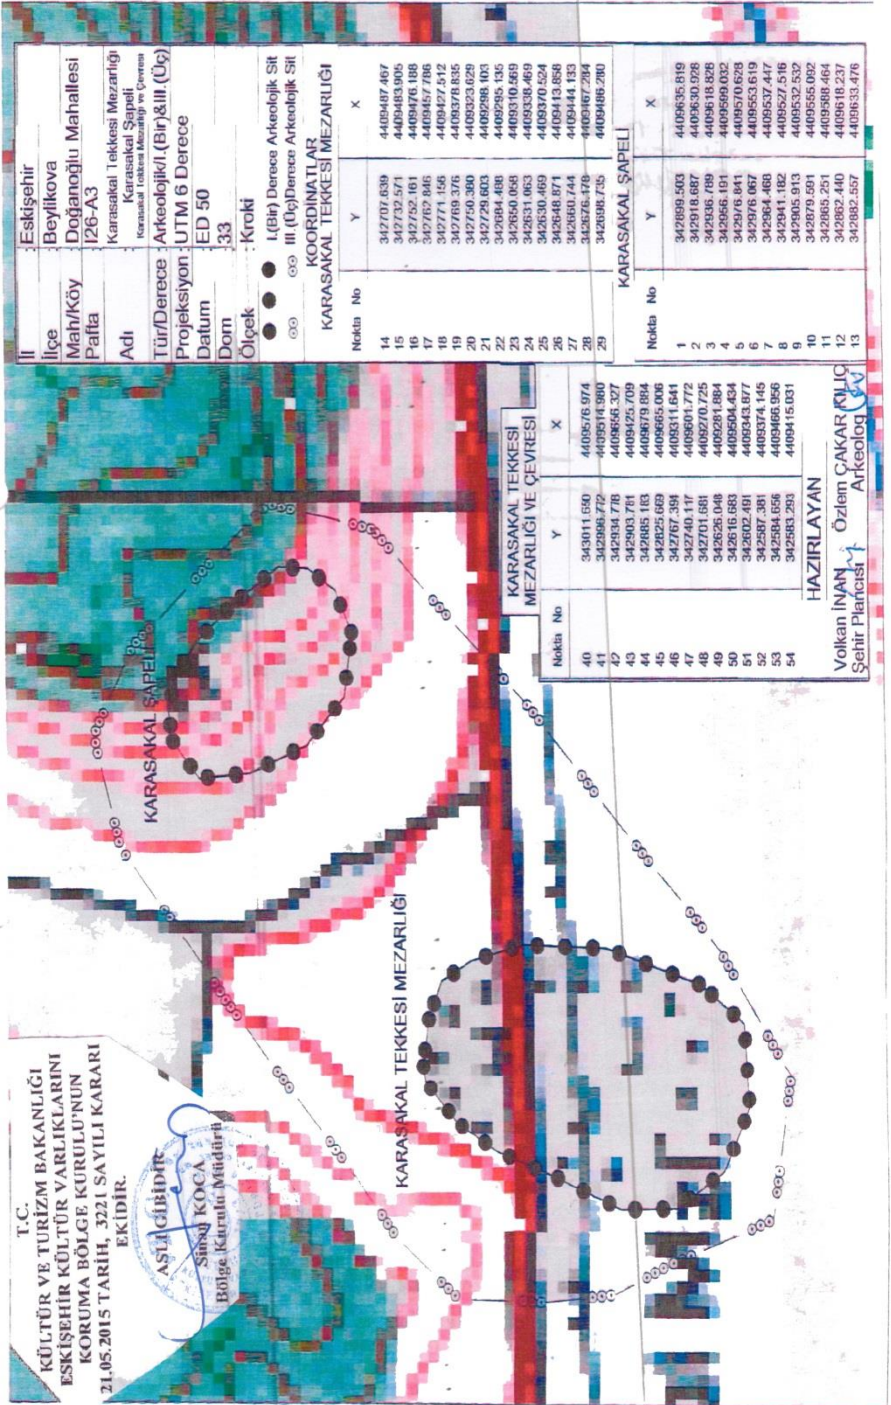 T.C.
KÜLTÜR VE TURİZM BAKANLIĞI
ESKİŞEHİR KÜLTÜR VARLIKLARINI
KORUMA BÖLGE KURULU'NUN
21.05.2015 TARİH, 3221 SAYILI KARARI
EKİDİR.
ASLI GİBİDİR
Sinan KOCA
Bölge Kurulu Müdürü
KARASAKAL ŞAPELİ
KARASAKAL TEKKESİ MEZARLIĞI
İli : Eskişehir
İlçe : Beylikova
Mah/Köy : Doğanoğlu Mahallesi
Pafta : I26-A3
Adı : Karasakal Tekkesi Mezarlığı
Karasakal Şapeli
Karasakal Tekkesi Mezarlığı ve Çevresi
Tür/Derece : Arkeolojik/I.(Bir)&III.(Üç)
Projeksiyon : UTM 6 Derece
Datum : ED 50
Dom : 33
Ölçek : Kroki
I.(Bir) Derece Arkeolojik Sit
III.(Üç)Derece Arkeolojik Sit
KOORDİNATLAR
KARASAKAL TEKKESİ MEZARLIĞI
Nokta No Y X
14 342707.639 4409487.467
15 342732.571 4409483.905
16 342752.161 4409476.188
17 342762.846 4409457.786
18 342771.156 4409427.512
19 342769.376 4409378.835
20 342750.380 4409323.629
21 342729.603 4409298.103
22 342684.488 4409295.135
23 342650.058 4409310.569
24 342631.063 4409338.469
25 342630.469 4409370.524
26 342648.871 4409413.858
27 342660.744 4409444.133
28 342676.178 4409467.284
29 342698.735 4409486.280
KARASAKAL ŞAPELİ
Nokta No Y X
1 342899.503 4409635.819
2 342918.687 4409630.928
3 342936.789 4409618.828
4 342956.191 4409599.032
5 342976.841 4409570.629
6 342976.067 4409553.619
7 342964.468 4409537.447
8 342941.182 4409527.516
9 342905.913 4409532.532
10 342879.591 4409555.092
11 342865.251 4409588.464
12 342862.440 4409618.237
13 342882.557 4409633.476
KARASAKAL TEKKESİ
MEZARLIĞI VE ÇEVRESİ
Nokta No Y X
40 343011.650 4409576.974
41 342996.772 4409514.980
42 342934.778 4409656.327
43 342903.781 4409425.709
44 342885.183 4409679.884
45 342825.669 4409665.006
46 342767.391 4409311.641
47 342740.117 4409601.772
48 342701.681 4409270.725
49 342626.048 4409281.884
50 342616.683 4409504.434
51 342602.491 4409343.877
52 342587.381 4409374.145
53 342584.656 4409466.956
54 342583.293 4409415.031
HAZIRLAYAN
Volkan İNAN Özlem ÇAKAR KILIÇ
Şehir Plancısı Arkeolog